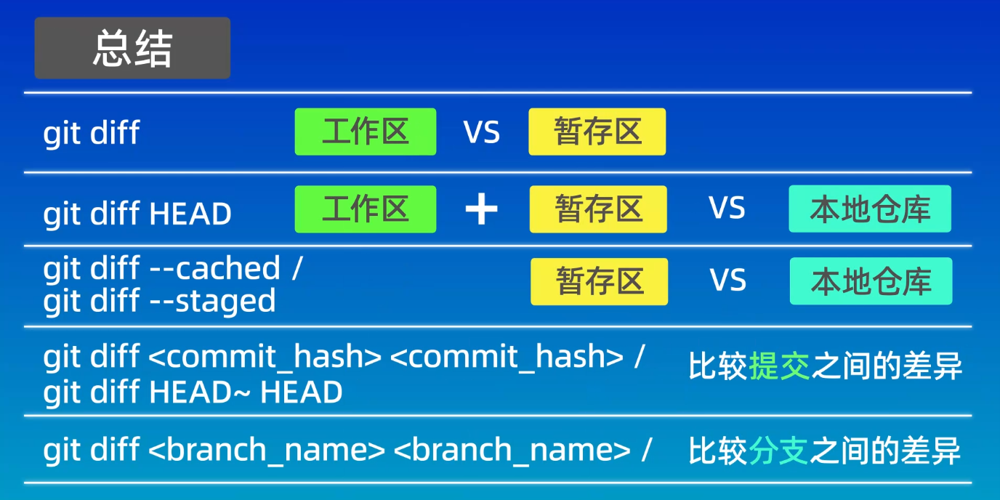 总结
git diff 工作区 VS 暂存区
git diff HEAD 工作区 + 暂存区 VS 本地仓库
git diff --cached /
git diff --staged 暂存区 VS 本地仓库
git diff <commit_hash> <commit_hash> /
git diff HEAD~ HEAD 比较提交之间的差异
git diff <branch_name> <branch_name> / 比较分支之间的差异